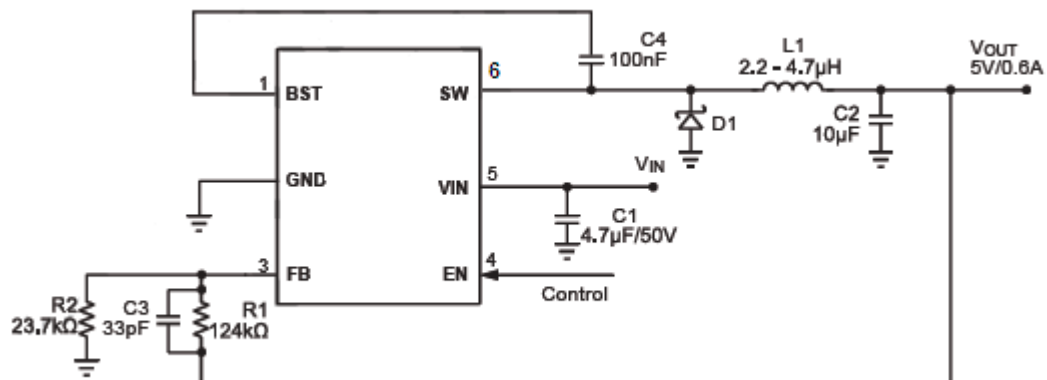 C4
100nF
L1
2.2 - 4.7µH
VOUT
5V/0.6A
1
BST
SW
6
D1
C2
10µF
GND
VIN
5
VIN
C1
4.7µF/50V
3
FB
EN
4
Control
R2
23.7kΩ
C3
33pF
R1
124kΩ